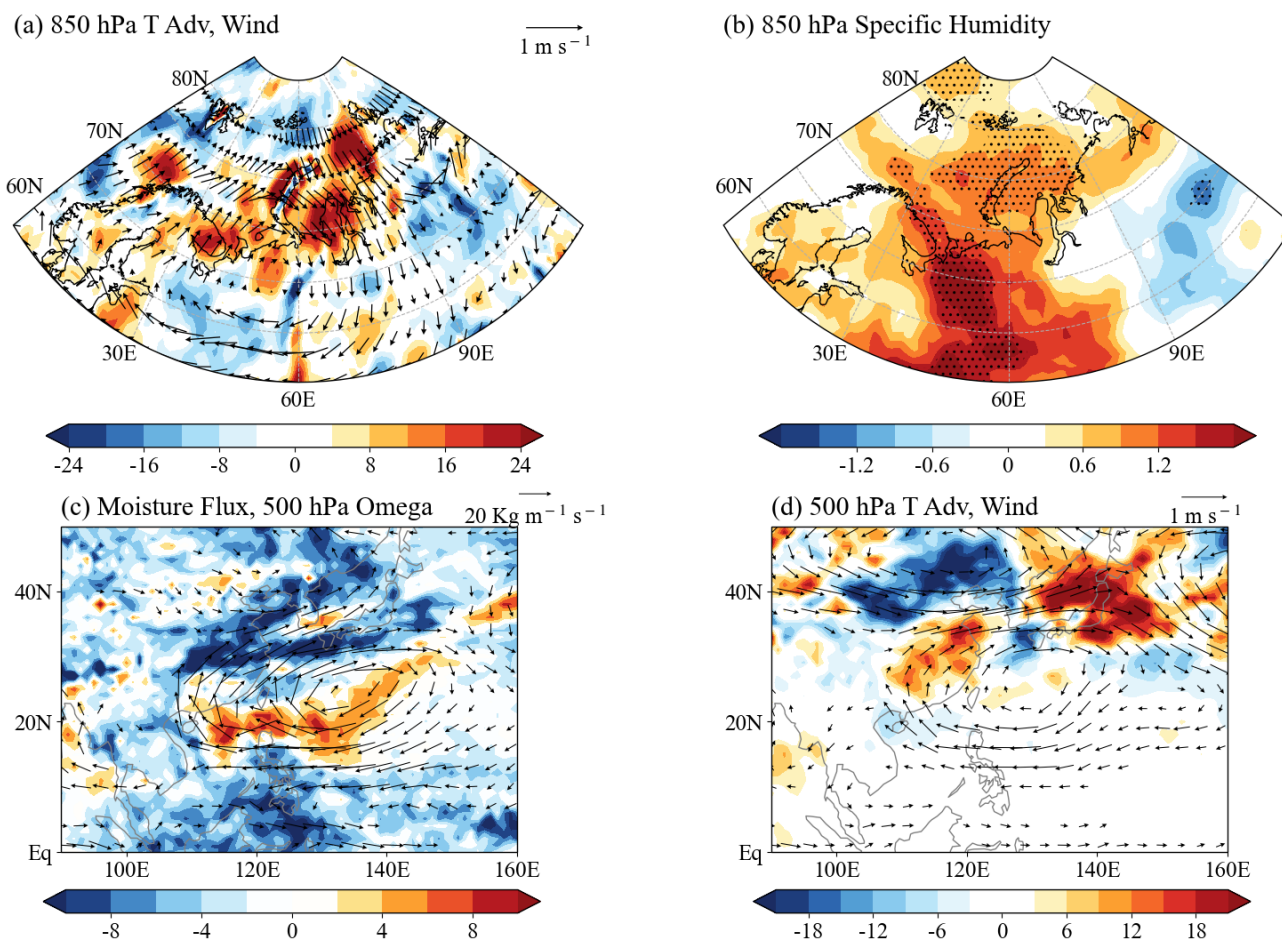 (a) 850 hPa T Adv, Wind
1 m s⁻¹
80N
70N
60N
30E
60E
90E
-24 -16 -8 0 8 16 24
(b) 850 hPa Specific Humidity
80N
70N
60N
30E
60E
90E
-1.2 -0.6 0 0.6 1.2
(c) Moisture Flux, 500 hPa Omega
20 Kg m⁻¹ s⁻¹
40N
20N
Eq
100E 120E 140E 160E
-8 -4 0 4 8
(d) 500 hPa T Adv, Wind
1 m s⁻¹
40N
20N
Eq
100E 120E 140E 160E
-18 -12 -6 0 6 12 18